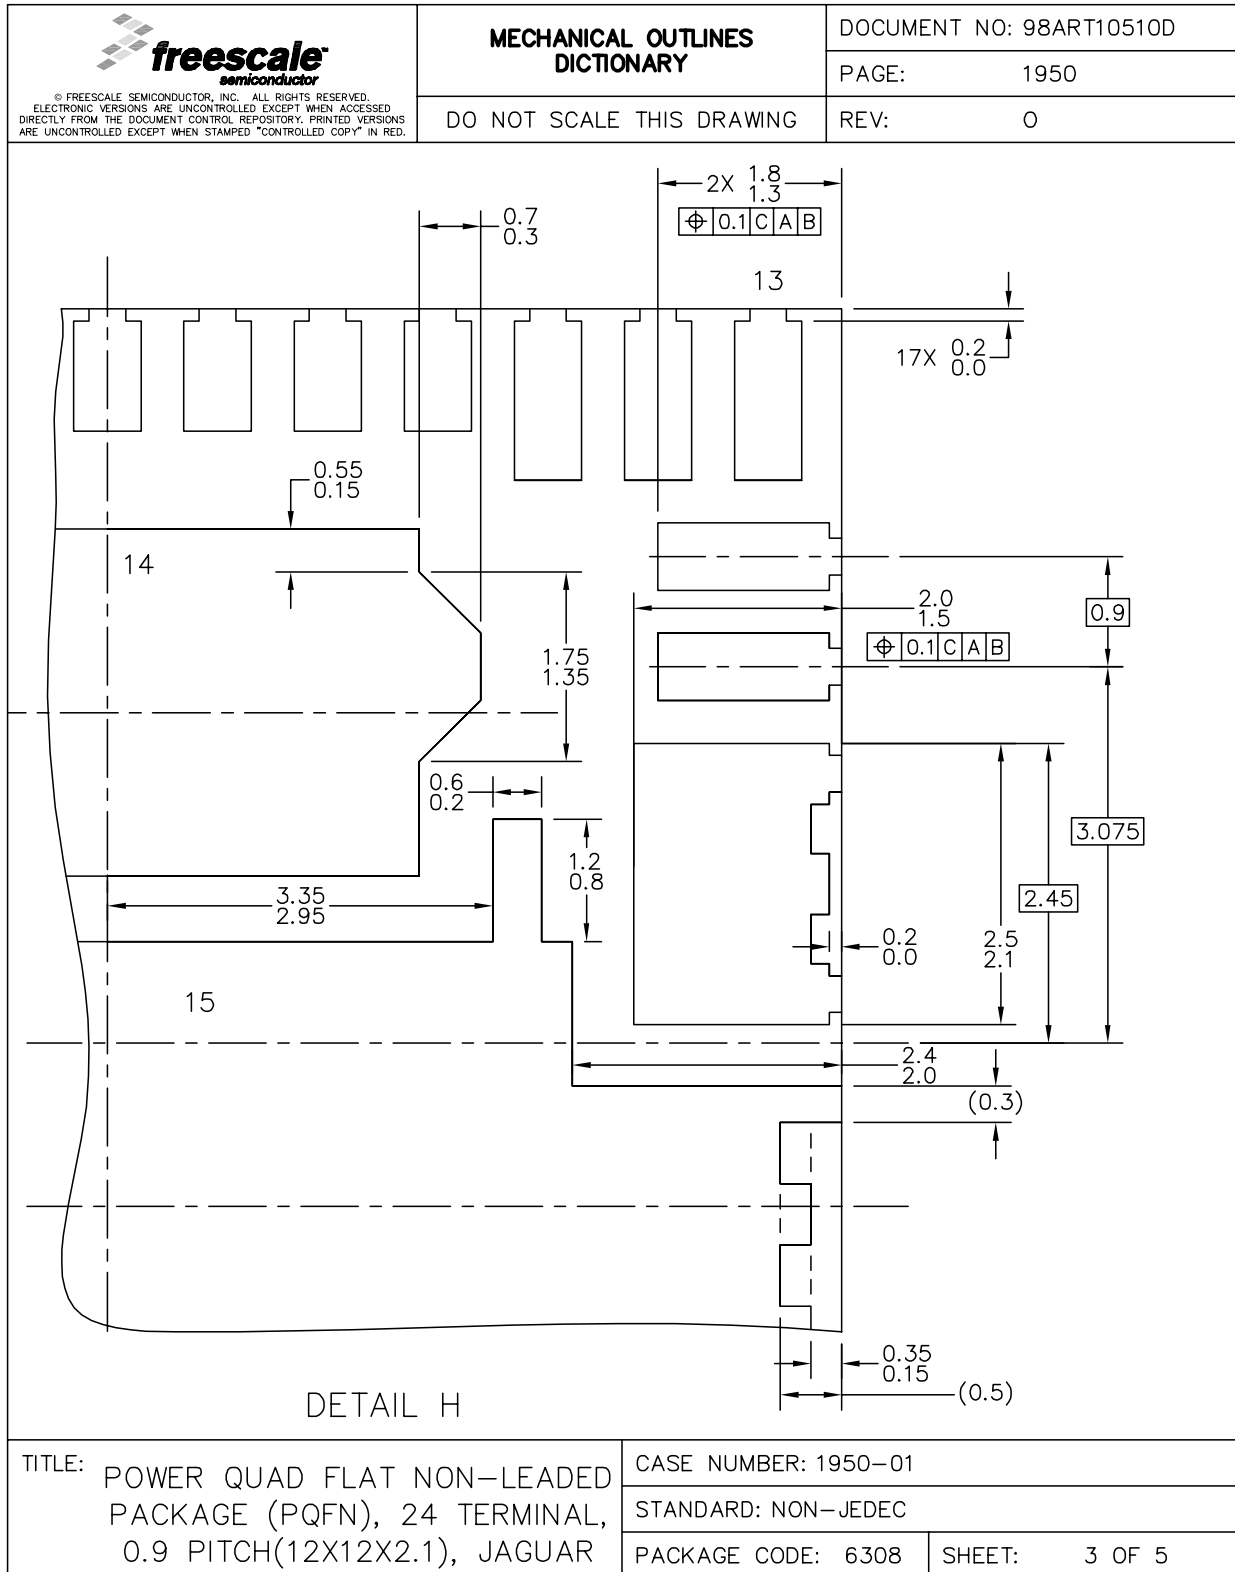 freescale™
semiconductor
© FREESCALE SEMICONDUCTOR, INC. ALL RIGHTS RESERVED.
ELECTRONIC VERSIONS ARE UNCONTROLLED EXCEPT WHEN ACCESSED
DIRECTLY FROM THE DOCUMENT CONTROL REPOSITORY. PRINTED VERSIONS
ARE UNCONTROLLED EXCEPT WHEN STAMPED "CONTROLLED COPY" IN RED.
MECHANICAL OUTLINES
DICTIONARY
DO NOT SCALE THIS DRAWING
DOCUMENT NO: 98ART10510D
PAGE: 1950
REV: O
2X 1.8
1.3
⌖ 0.1 C A B
0.7
0.3
13
17X 0.2
0.0
0.55
0.15
14
2.0
1.5
0.9
⌖ 0.1 C A B
1.75
1.35
0.6
0.2
3.075
1.2
0.8
3.35
2.95
2.45
0.2
0.0
2.5
2.1
15
2.4
2.0
(0.3)
0.35
0.15
(0.5)
DETAIL H
TITLE: POWER QUAD FLAT NON-LEADED
PACKAGE (PQFN), 24 TERMINAL,
0.9 PITCH(12X12X2.1), JAGUAR
CASE NUMBER: 1950-01
STANDARD: NON-JEDEC
PACKAGE CODE: 6308
SHEET: 3 OF 5